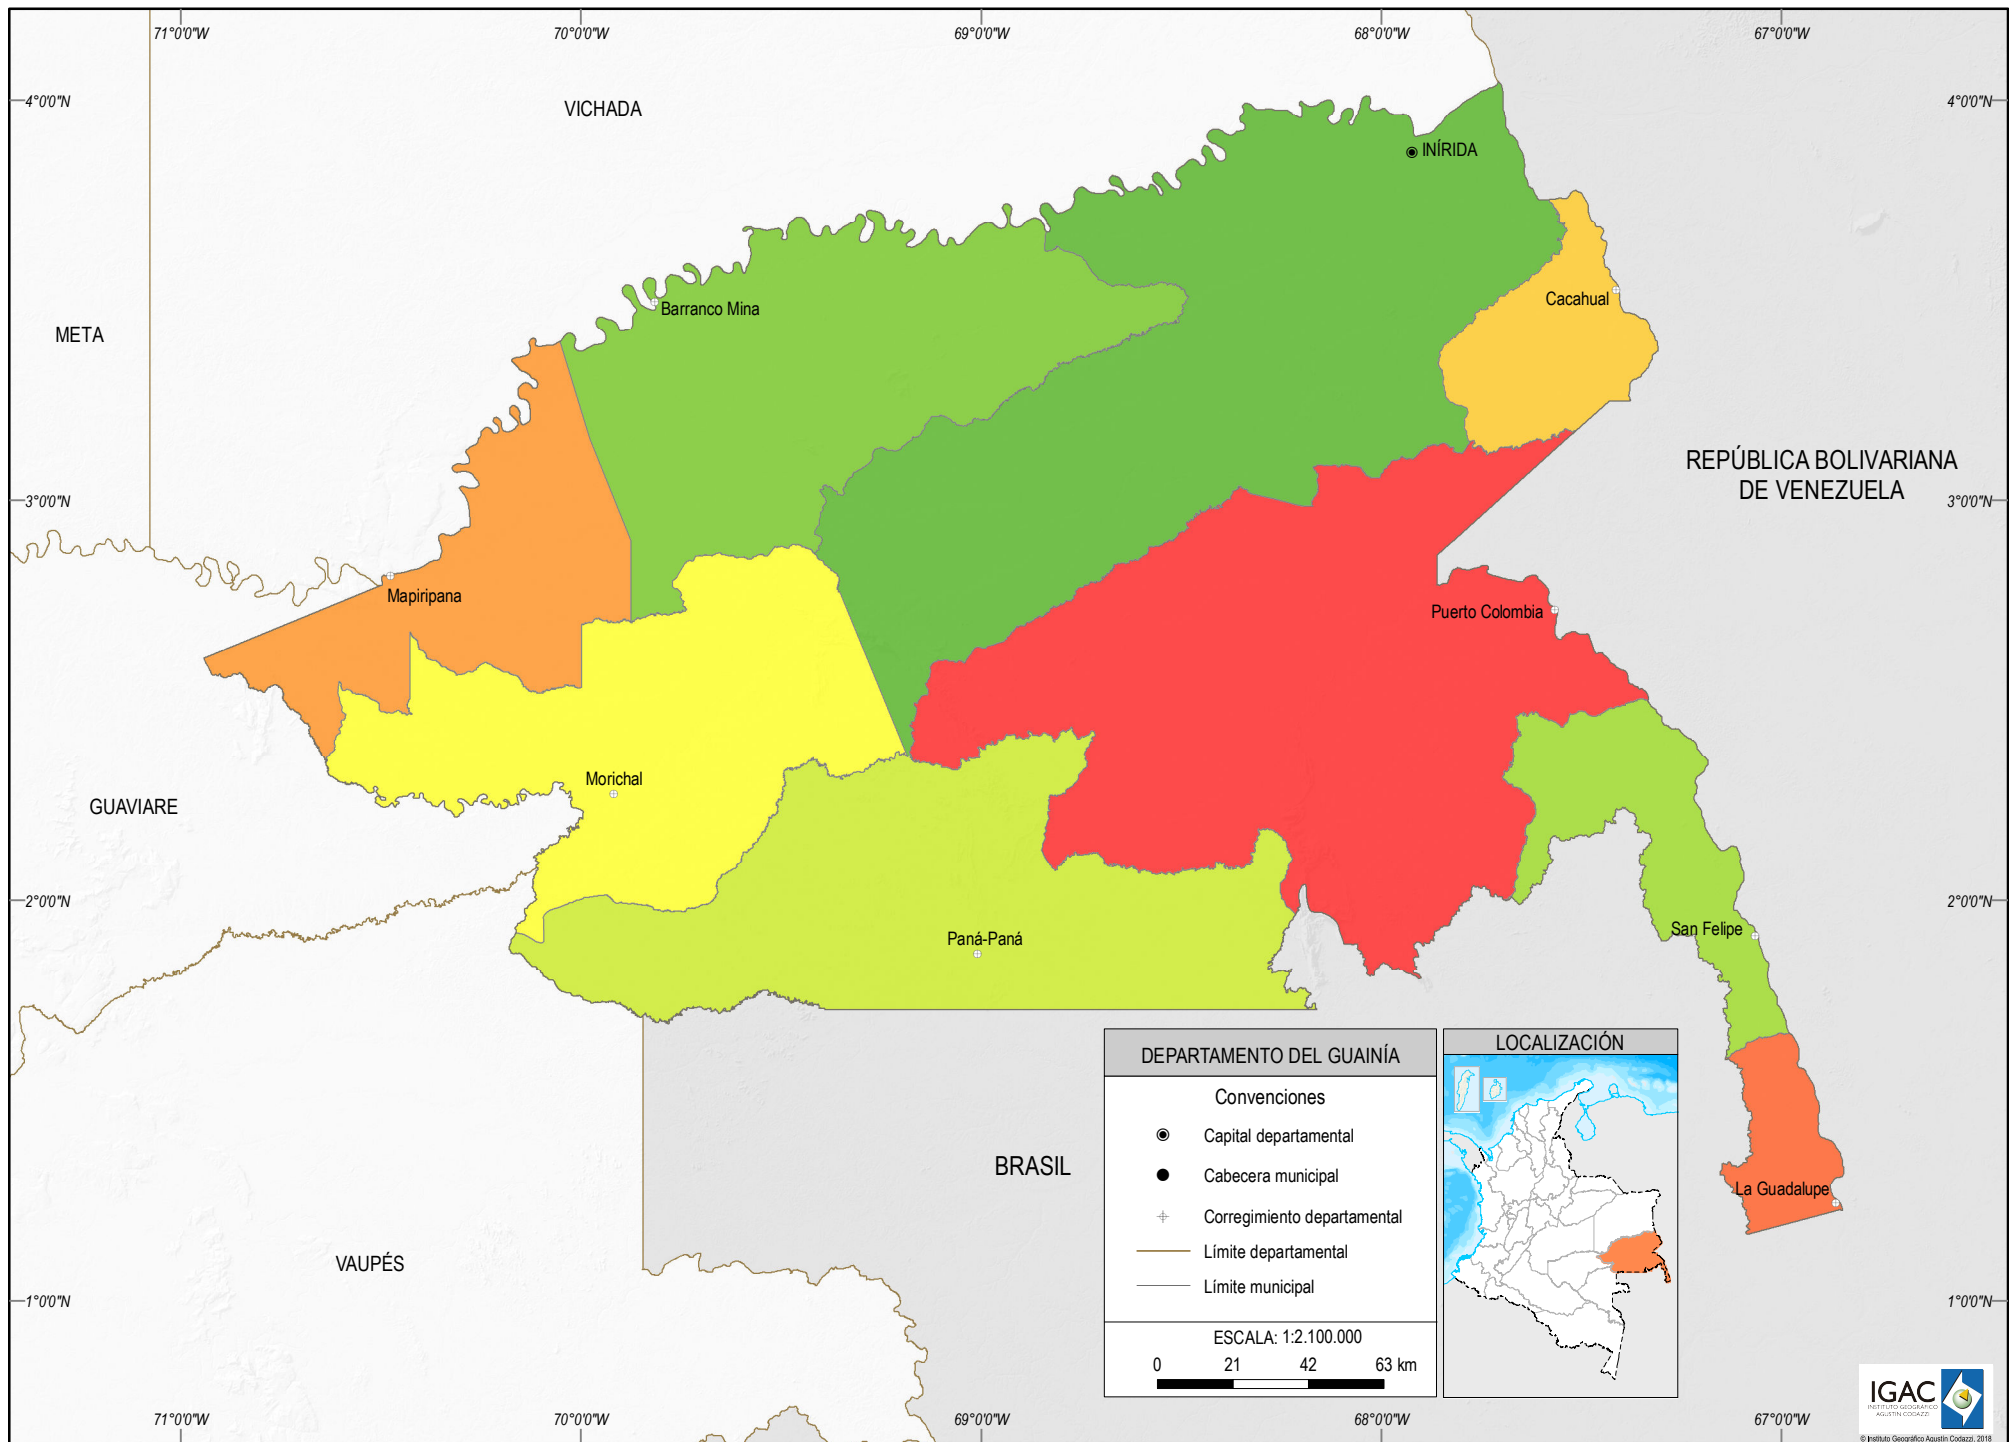 71°0'0"W
70°0'0"W
69°0'0"W
68°0'0"W
67°0'0"W
4°0'0"N
4°0'0"N
VICHADA
INÍRIDA
Cacahual
Barranco Mina
META
REPÚBLICA BOLIVARIANA
DE VENEZUELA
3°0'0"N
3°0'0"N
Mapiripana
Puerto Colombia
Morichal
GUAVIARE
2°0'0"N
2°0'0"N
San Felipe
Paná-Paná
DEPARTAMENTO DEL GUAINÍA
Convenciones
Capital departamental
Cabecera municipal
Corregimiento departamental
Límite departamental
Límite municipal
ESCALA: 1:2.100.000
0 21 42 63 km
LOCALIZACIÓN
BRASIL
La Guadalupe
VAUPÉS
1°0'0"N
1°0'0"N
IGAC
INSTITUTO GEOGRÁFICO
AGUSTÍN CODAZZI
71°0'0"W
70°0'0"W
69°0'0"W
68°0'0"W
67°0'0"W
© Instituto Geográfico Agustín Codazzi, 2018